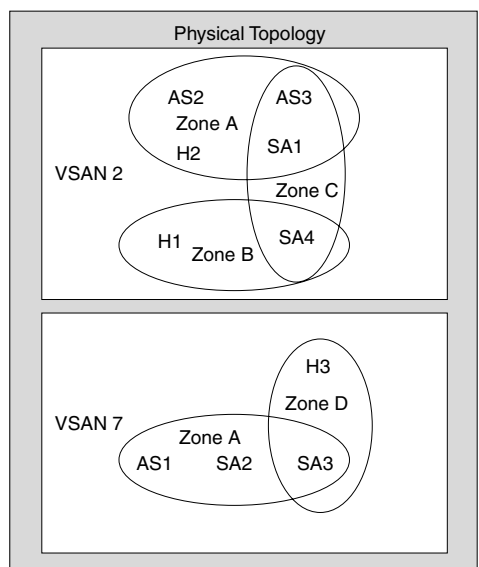 Physical Topology
AS2
AS3
Zone A
SA1
H2
VSAN 2
Zone C
H1
Zone B
SA4
H3
Zone D
VSAN 7
Zone A
AS1
SA2
SA3